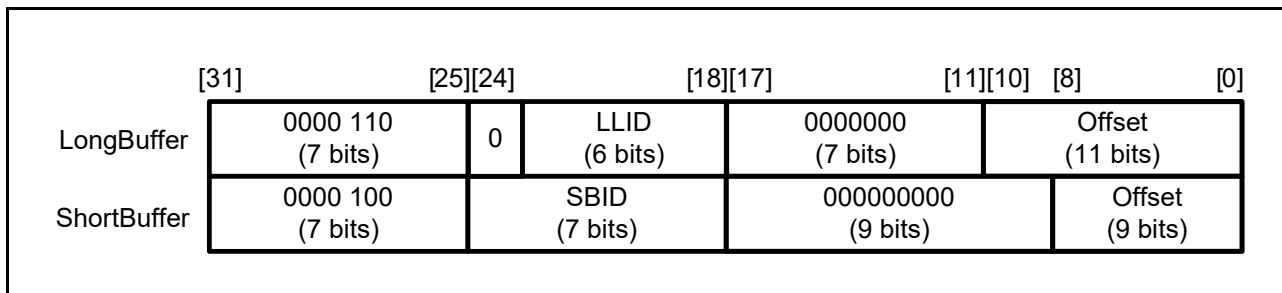 [31] [25][24] [18][17] [11][10] [8] [0]
LongBuffer 0000 110 0 LLID 0000000 Offset
(7 bits) (6 bits) (7 bits) (11 bits)
ShortBuffer 0000 100 SBID 000000000 Offset
(7 bits) (7 bits) (9 bits) (9 bits)